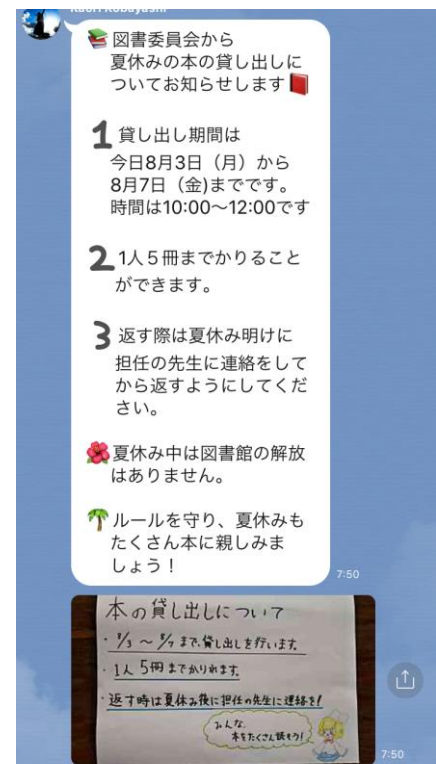 Kaori Kobayashi
📚図書委員会から
夏休みの本の貸し出しに
ついてお知らせします📕
1 貸し出し期間は
今日8月3日（月）から
8月7日（金)までです。
時間は10:00〜12:00です
2 1人５冊までかりること
ができます。
3 返す際は夏休み明けに
担任の先生に連絡をして
から返すようにしてくだ
さい。
🌺夏休み中は図書館の解放
はありません。
🌴ルールを守り、夏休みも
たくさん本に親しみま
しょう！
7:50
本の貸し出しについて
・8/3 〜 8/7 まで、貸し出しを行います。
・1人 5冊までかりれます。
・返す時は夏休み後に担任の先生に連絡を!
みんな
本をたくさん読もう!
7:50